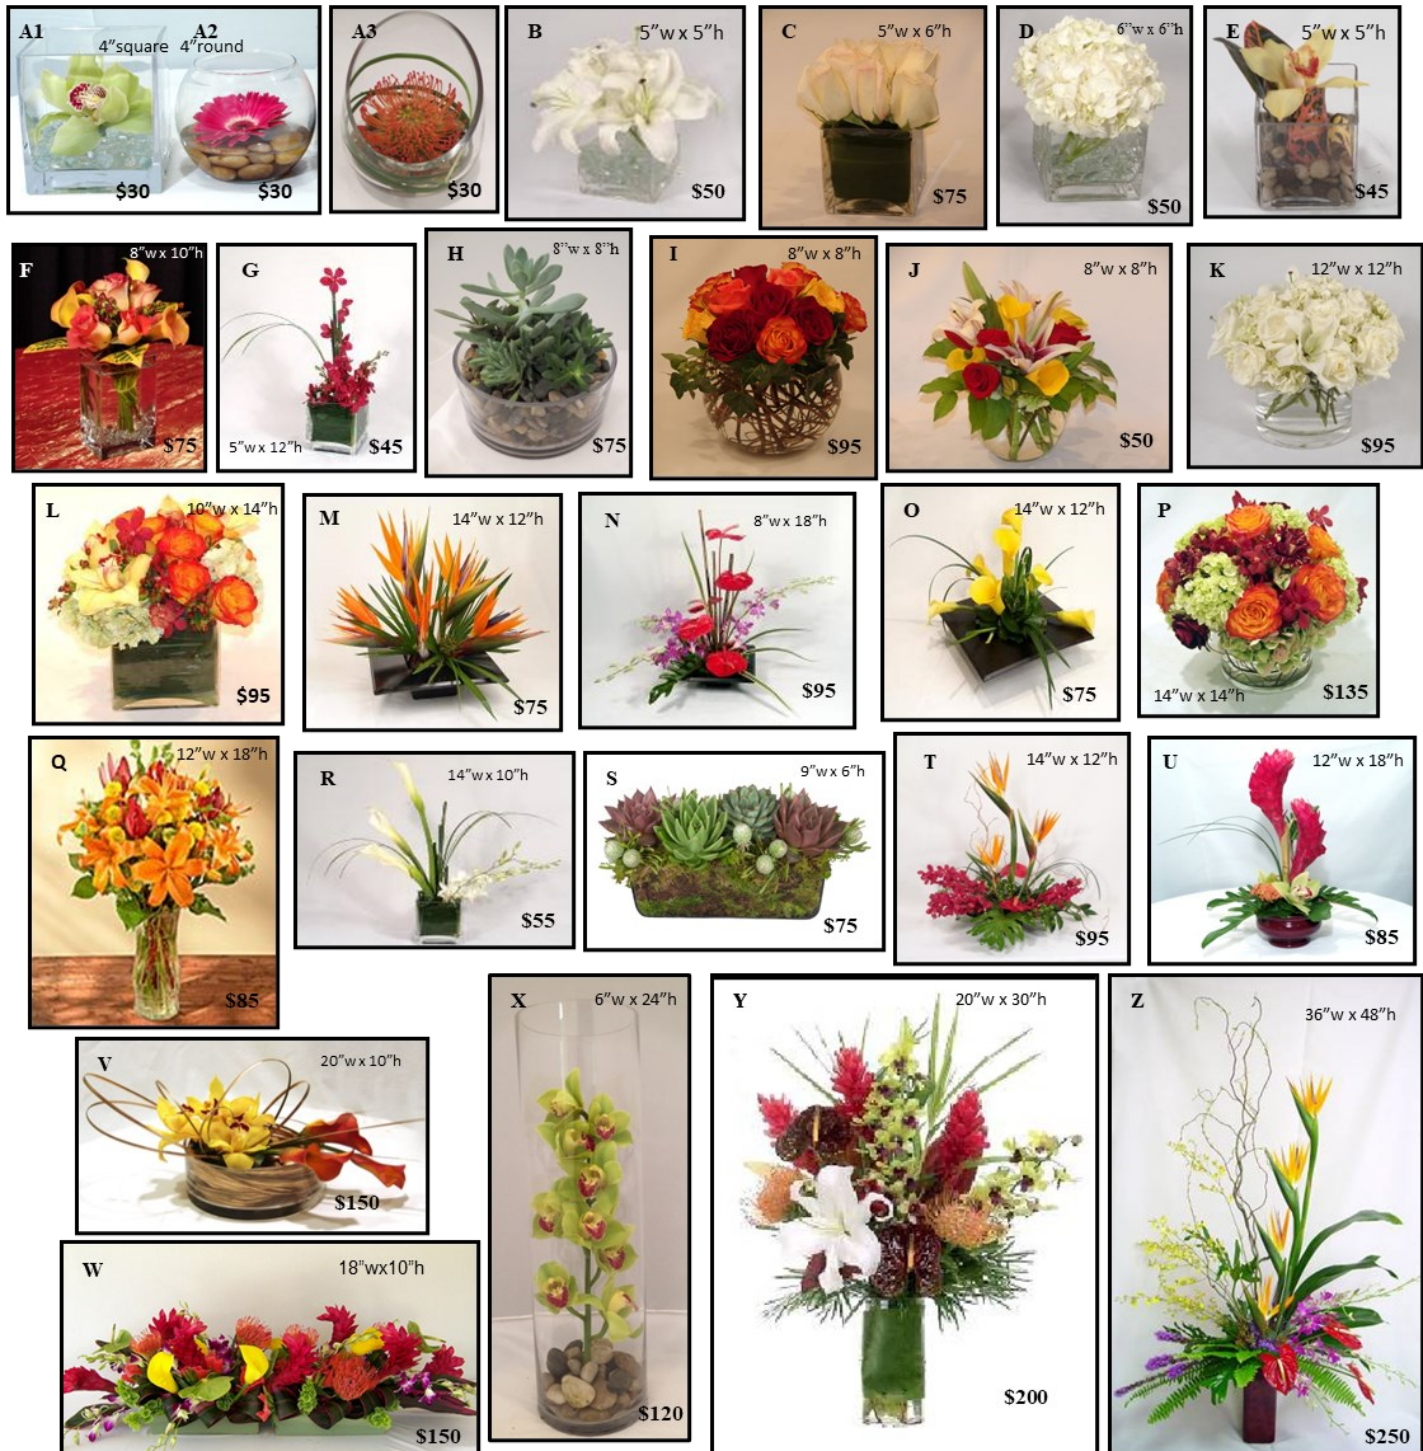 A1
4”square
$30
A2
4”round
$30
A3
$30
B
5”w x 5”h
$50
C
5”w x 6”h
$75
D
6”w x 6”h
$50
E
5”w x 5”h
$45
F
8”w x 10”h
$75
G
5”w x 12”h
$45
H
8”w x 8”h
$75
I
8”w x 8”h
$95
J
8”w x 8”h
$50
K
12”w x 12”h
$95
L
10”w x 14”h
$95
M
14”w x 12”h
$75
N
8”w x 18”h
$95
O
14”w x 12”h
$75
P
14”w x 14”h
$135
Q
12”w x 18”h
$85
R
14”w x 10”h
$55
S
9”w x 6”h
$75
T
14”w x 12”h
$95
U
12”w x 18”h
$85
V
20”w x 10”h
$150
W
18”wx10”h
$150
X
6”w x 24”h
$120
Y
20”w x 30”h
$200
Z
36”w x 48”h
$250